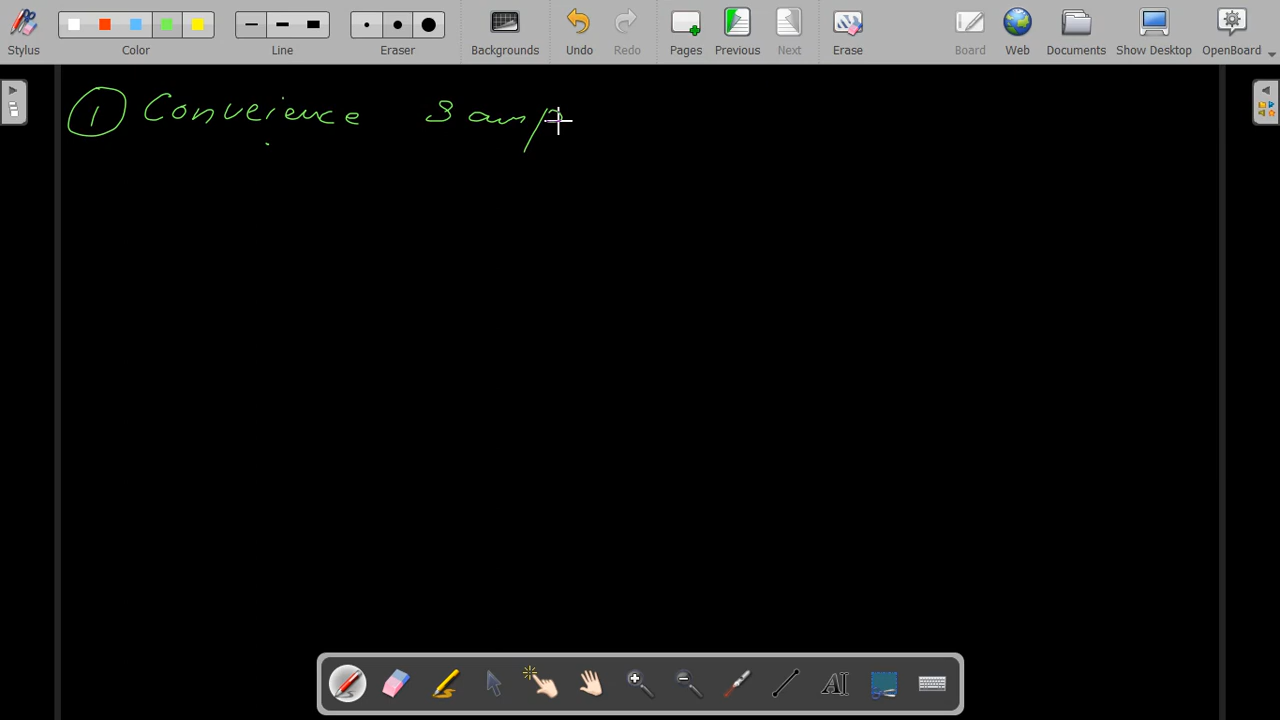 Stylus
Color
Line
Eraser
Backgrounds
Undo
Redo
Pages
Previous
Next
Erase
Board
Web
Documents
Show Desktop
OpenBoard
① Conveience Samp